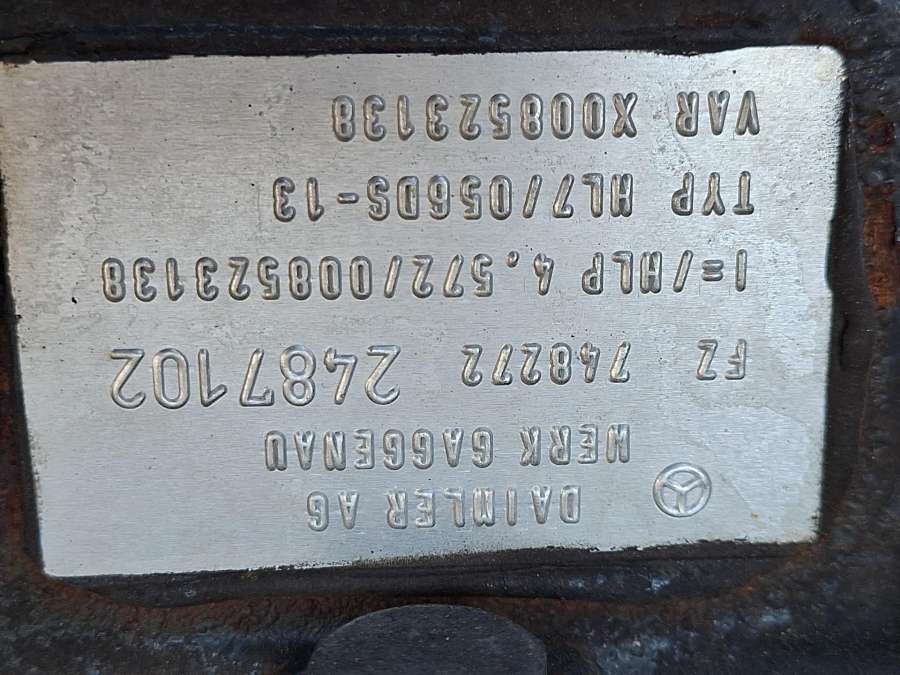 DAIMLER AG
WERK GAGGENAU
FZ 748272 2487102
I=/HLP 4,572/008523138
TYP HL7/056DS-13
VAR X008523138